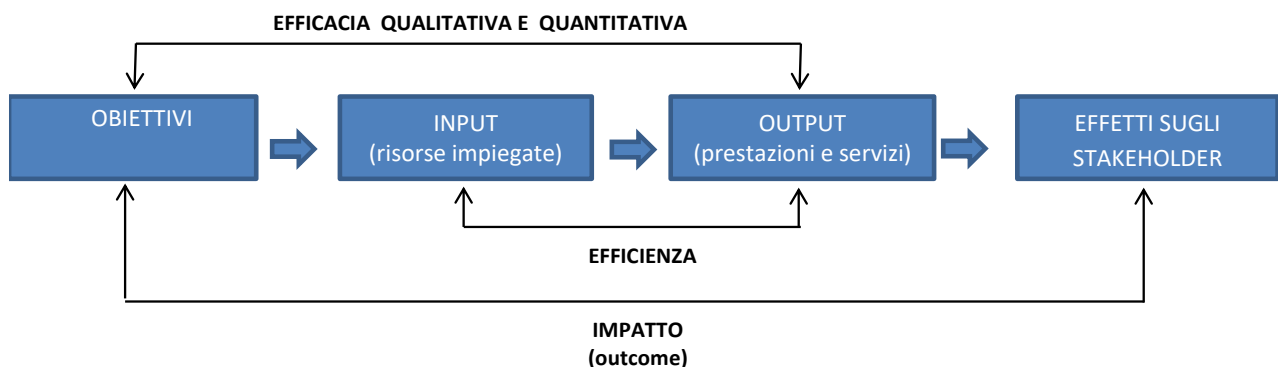 EFFICACIA QUALITATIVA E QUANTITATIVA
OBIETTIVI
INPUT
(risorse impiegate)
OUTPUT
(prestazioni e servizi)
EFFETTI SUGLI
STAKEHOLDER
EFFICIENZA
IMPATTO
(outcome)